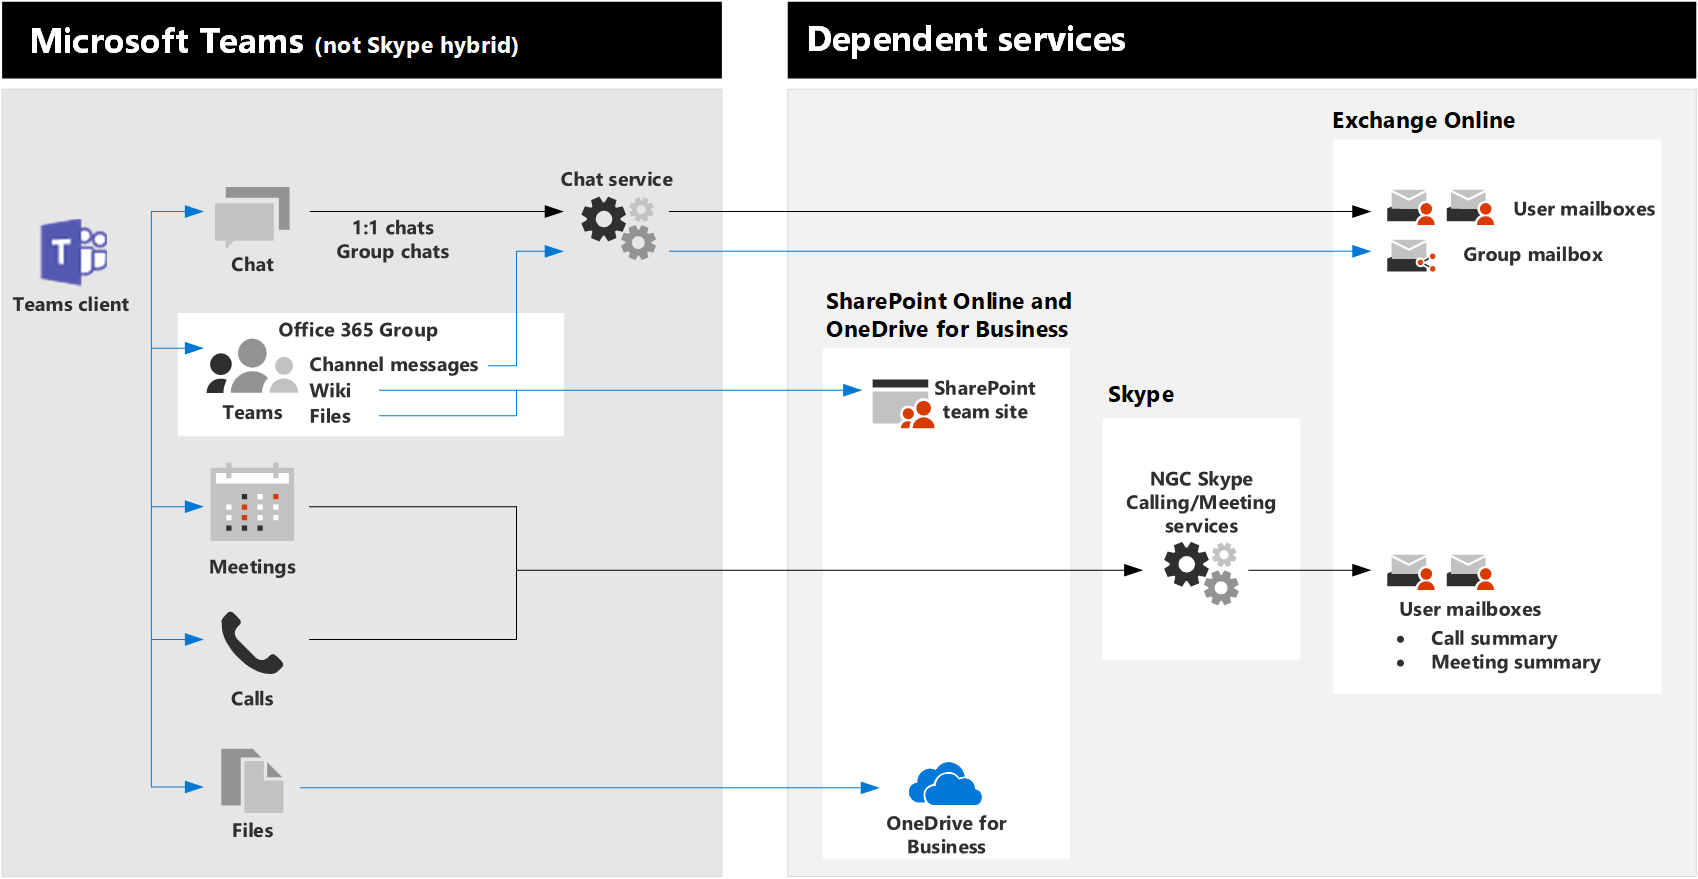 Microsoft Teams (not Skype hybrid)
Dependent services
Exchange Online
Chat service
1:1 chats
Group chats
Chat
Teams client
User mailboxes
Group mailbox
Office 365 Group
Channel messages
Wiki
Files
Teams
SharePoint Online and
OneDrive for Business
SharePoint
team site
Skype
NGC Skype
Calling/Meeting
services
Meetings
User mailboxes
• Call summary
• Meeting summary
Calls
Files
OneDrive for
Business